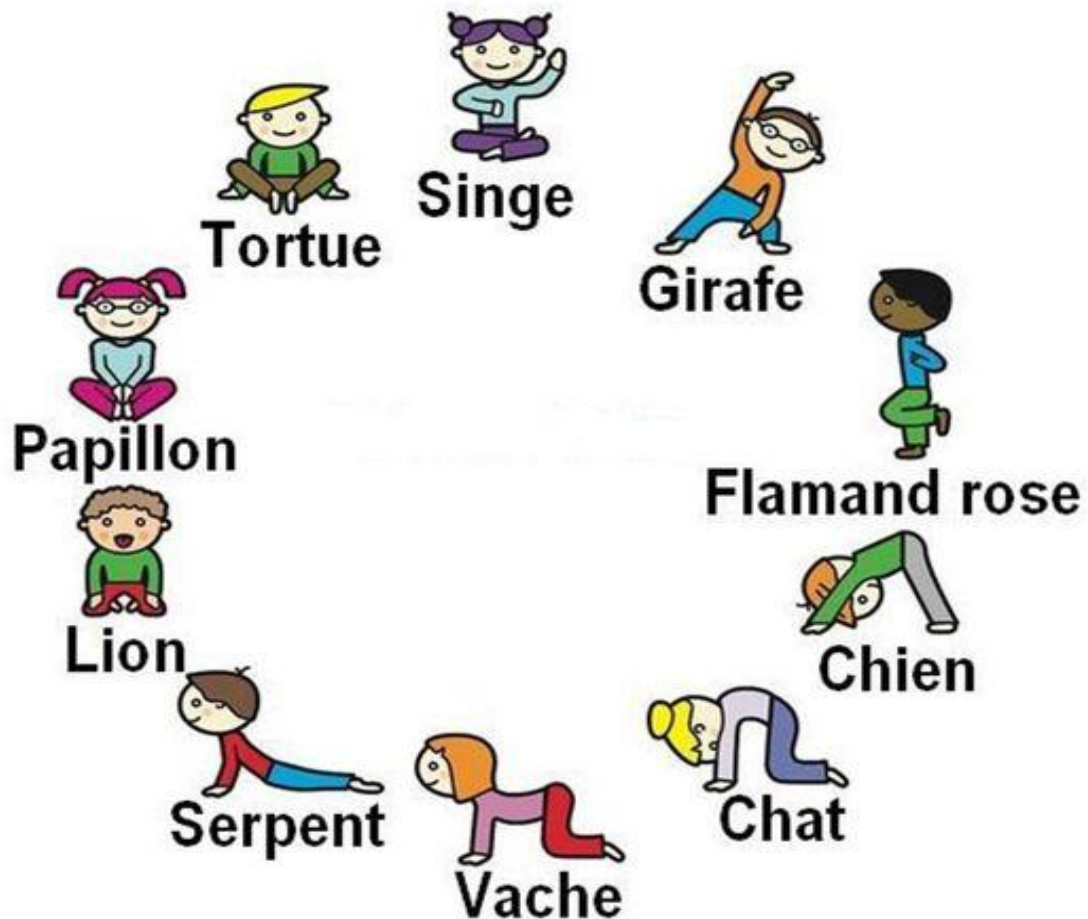 Singe
Girafe
Flamand rose
Chien
Chat
Vache
Serpent
Lion
Papillon
Tortue